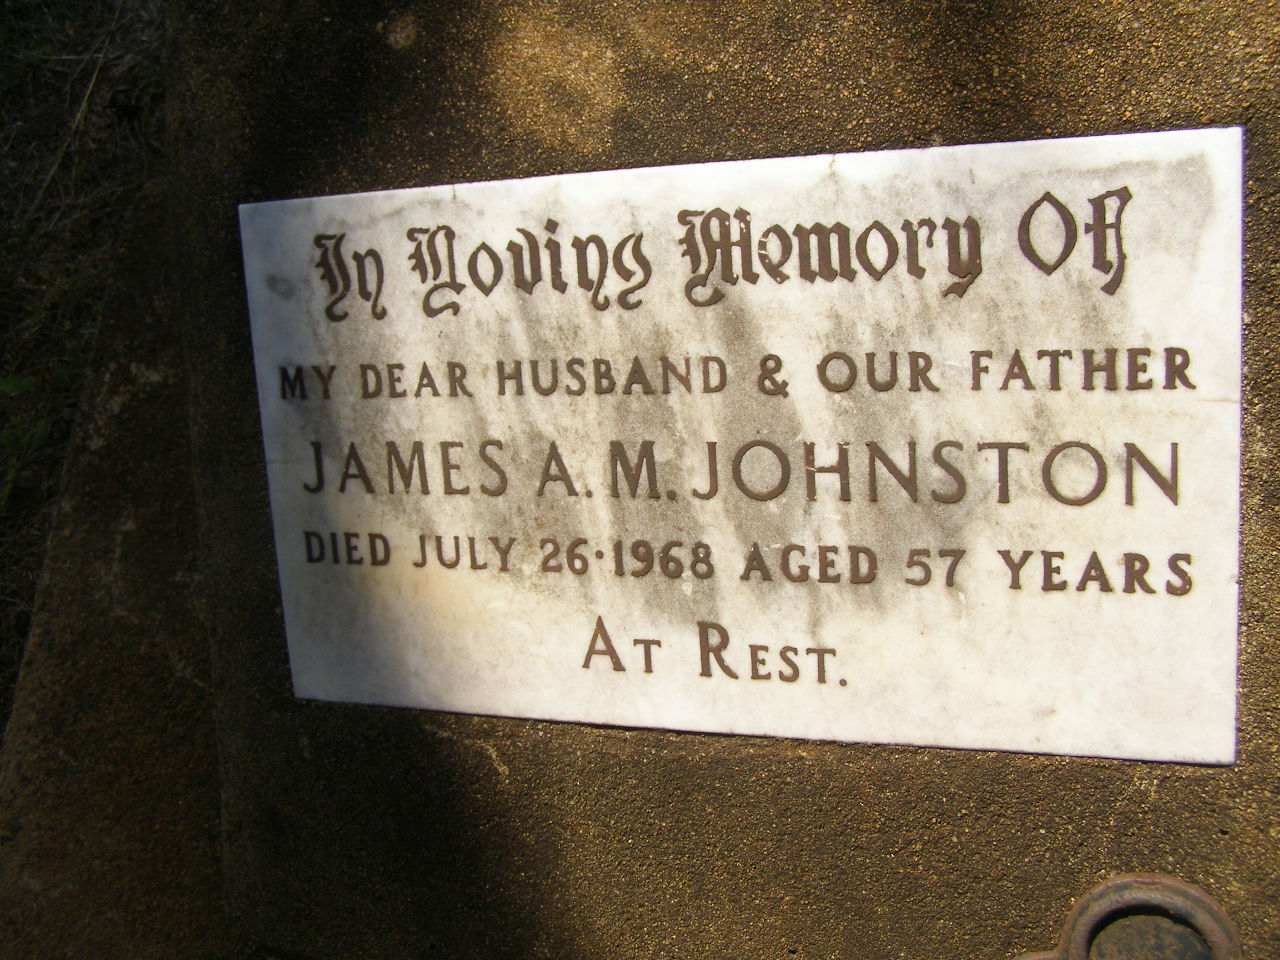 In Loving Memory Of
MY DEAR HUSBAND & OUR FATHER
JAMES A.M. JOHNSTON
DIED JULY 26·1968 AGED 57 YEARS
AT REST.